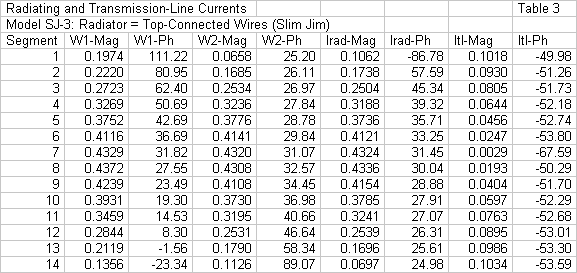 Radiating and Transmission-Line Currents Table 3
Model SJ-3: Radiator = Top-Connected Wires (Slim Jim)
Segment W1-Mag W1-Ph W2-Mag W2-Ph Irad-Mag Irad-Ph Itl-Mag Itl-Ph
1 0.1974 111.22 0.0658 25.20 0.1062 -86.78 0.1018 -49.98
2 0.2220 80.95 0.1685 26.11 0.1738 57.59 0.0930 -51.26
3 0.2723 62.40 0.2534 26.97 0.2504 45.34 0.0805 -51.73
4 0.3269 50.69 0.3236 27.84 0.3188 39.32 0.0644 -52.18
5 0.3752 42.69 0.3776 28.78 0.3736 35.71 0.0456 -52.74
6 0.4116 36.69 0.4141 29.84 0.4121 33.25 0.0247 -53.80
7 0.4329 31.82 0.4320 31.07 0.4324 31.45 0.0029 -67.59
8 0.4372 27.55 0.4308 32.57 0.4336 30.04 0.0193 -50.29
9 0.4239 23.49 0.4108 34.45 0.4154 28.88 0.0404 -51.70
10 0.3931 19.30 0.3730 36.98 0.3785 27.91 0.0597 -52.29
11 0.3459 14.53 0.3195 40.66 0.3241 27.07 0.0763 -52.68
12 0.2844 8.30 0.2531 46.64 0.2539 26.31 0.0895 -53.01
13 0.2119 -1.56 0.1790 58.34 0.1696 25.61 0.0986 -53.30
14 0.1356 -23.34 0.1126 89.07 0.0697 24.98 0.1034 -53.59